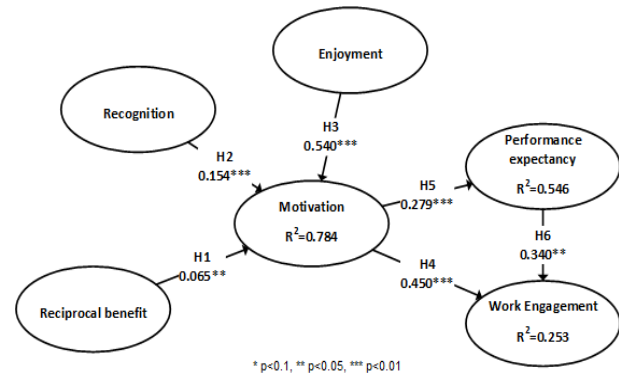 Enjoyment
Recognition
H3
0.540***
H2
0.154***
Performance
expectancy
R²=0.546
H5
0.279***
Motivation
R²=0.784
H6
0.340**
H1
0.065**
H4
0.450***
Reciprocal benefit
Work Engagement
R²=0.253
* p<0.1, ** p<0.05, *** p<0.01